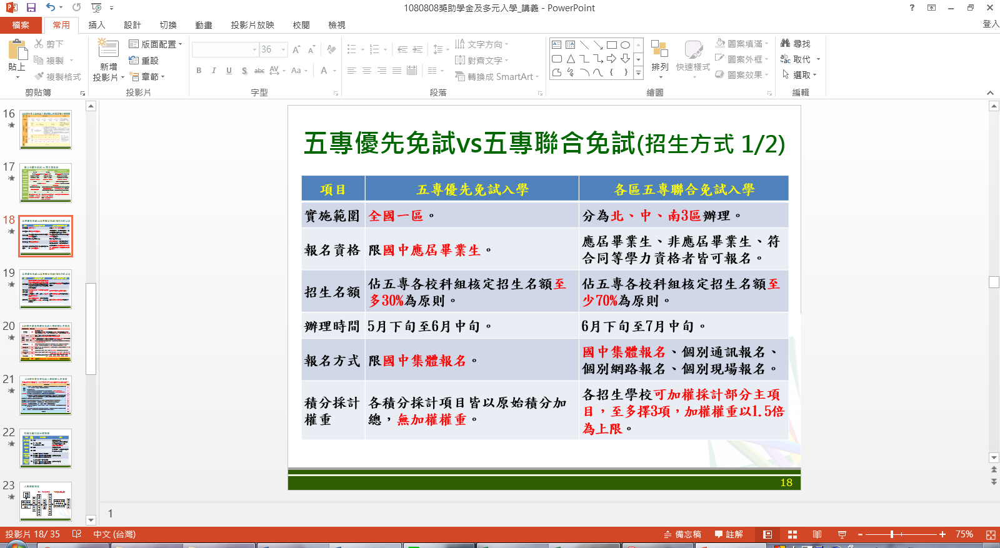 1080808獎助學金及多元入學_講義 - PowerPoint
檔案 常用 插入 設計 切換 動畫 投影片放映 校閱 檢視 登入
貼上
剪下
複製
複製格式
剪貼簿
新增
投影片
版面配置
重設
章節
投影片
36
B I U S abc AV Aa A
字型
文字方向
對齊文字
轉換成 SmartArt
段落
排列
快速樣式
圖案填滿
圖案外框
圖案效果
繪圖
尋找
取代
選取
編輯
16
17
18
19
20
21
22
23
五專優先免試vs五專聯合免試(招生方式 1/2)
項目 五專優先免試入學 各區五專聯合免試入學
實施範圍 全國一區。 分為北、中、南3區辦理。
報名資格 限國中應屆畢業生。 應屆畢業生、非應屆畢業生、符
合同等學力資格者皆可報名。
招生名額 佔五專各校科組核定招生名額至
多30%為原則。
佔五專各校科組核定招生名額至
少70%為原則。
辦理時間 5月下旬至6月中旬。 6月下旬至7月中旬。
報名方式 限國中集體報名。 國中集體報名、個別通訊報名、
個別網路報名、個別現場報名。
積分採計
權重
各積分採計項目皆以原始積分加
總，無加權權重。
各招生學校可加權採計部分主項
目，至多擇3項，加權權重以1.5倍
為上限。
18
1
投影片 18/ 35 中文 (台灣) 備忘稿 註解 75%